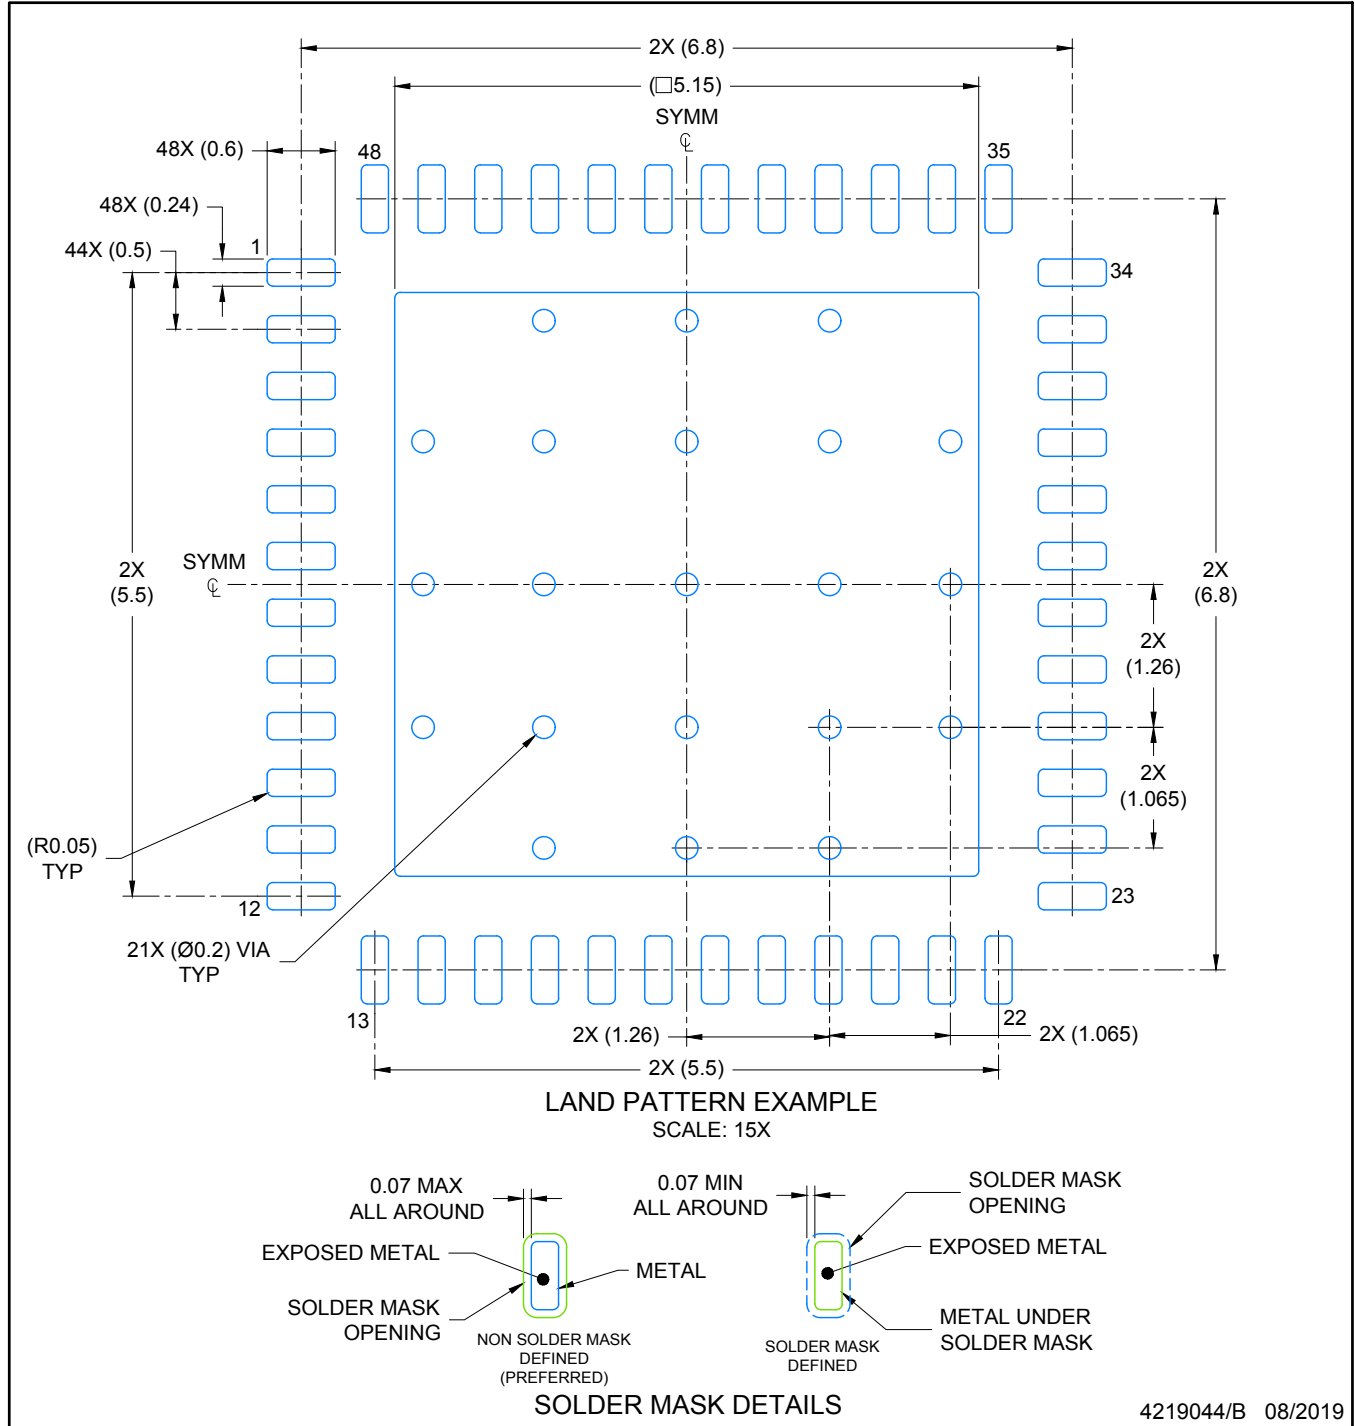 2X (6.8)
(□5.15)
SYMM
℄
48X (0.6)
48
35
48X (0.24)
44X (0.5)
1
34
SYMM
℄
2X
(5.5)
2X
(6.8)
2X
(1.26)
2X
(1.065)
(R0.05)
TYP
12
23
21X (Ø0.2) VIA
TYP
13
22
2X (1.26)
2X (1.065)
2X (5.5)
LAND PATTERN EXAMPLE
SCALE: 15X
0.07 MAX
ALL AROUND
0.07 MIN
ALL AROUND
SOLDER MASK
OPENING
EXPOSED METAL
METAL
EXPOSED METAL
SOLDER MASK
OPENING
METAL UNDER
SOLDER MASK
NON SOLDER MASK
DEFINED
(PREFERRED)
SOLDER MASK
DEFINED
SOLDER MASK DETAILS
4219044/B 08/2019